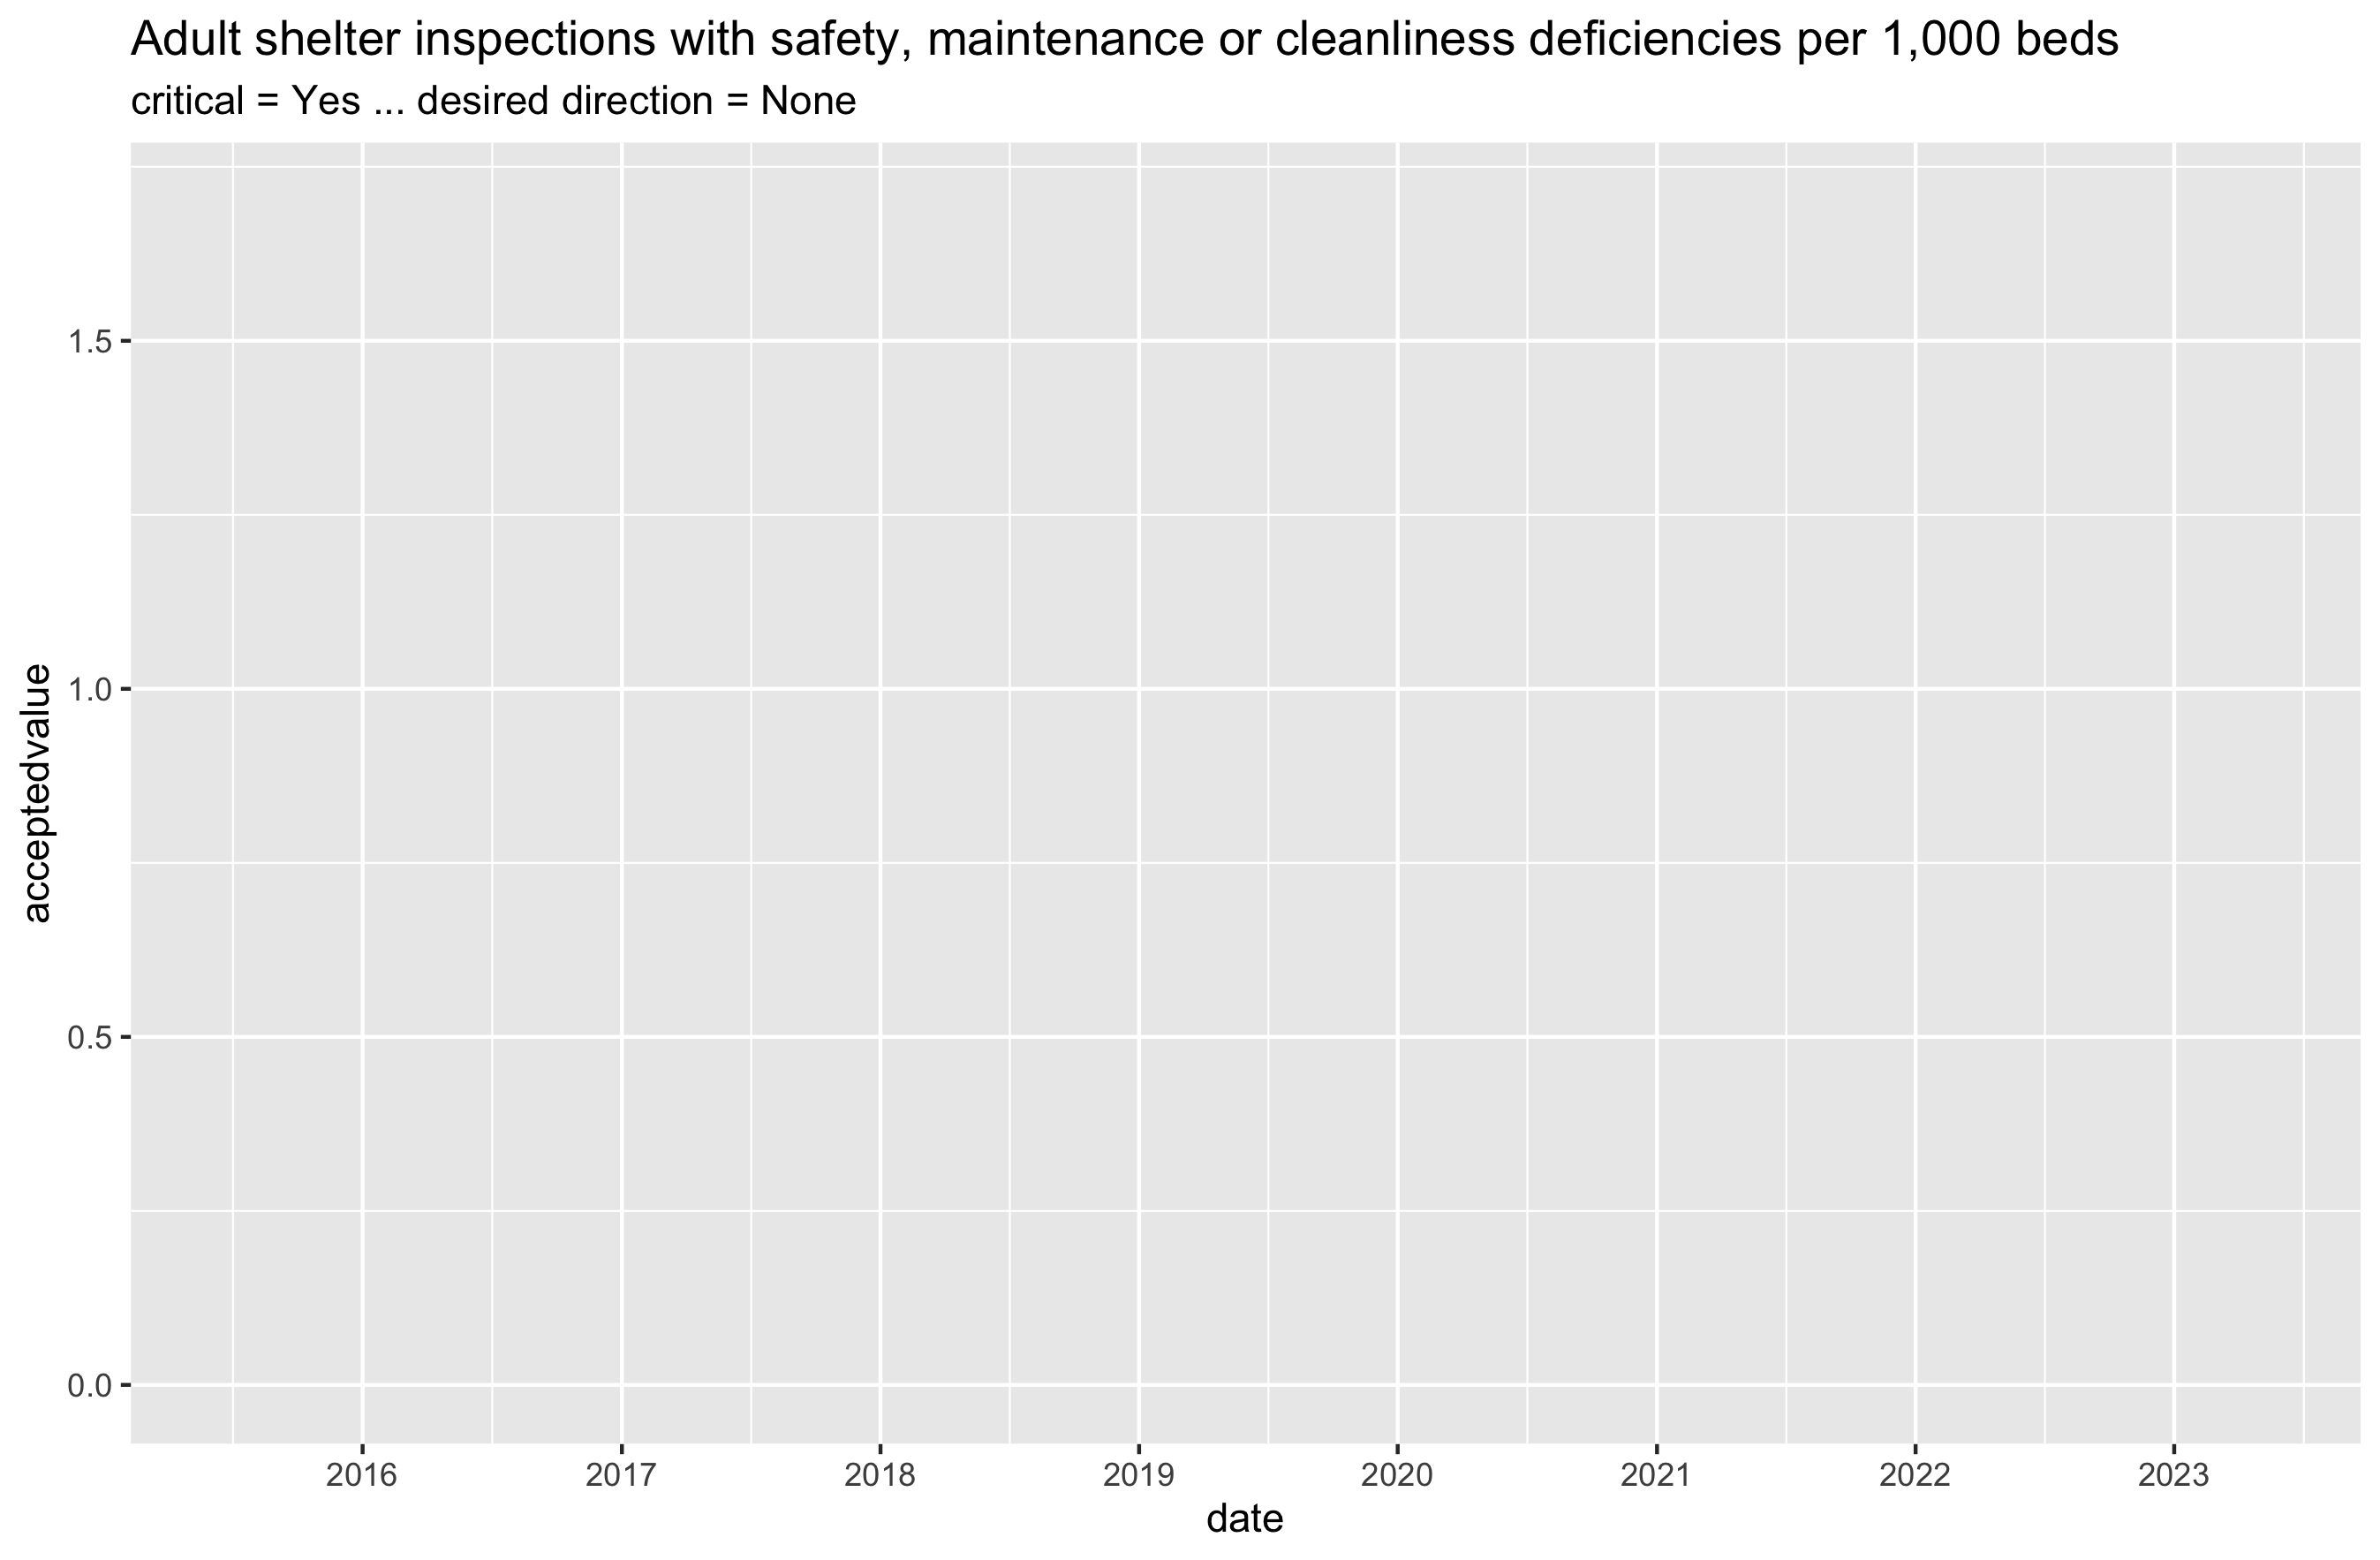 Adult shelter inspections with safety, maintenance or cleanliness deficiencies per 1,000 beds
critical = Yes ... desired direction = None
acceptedvalue
1.5
1.0
0.5
0.0
2016 2017 2018 2019 2020 2021 2022 2023
date